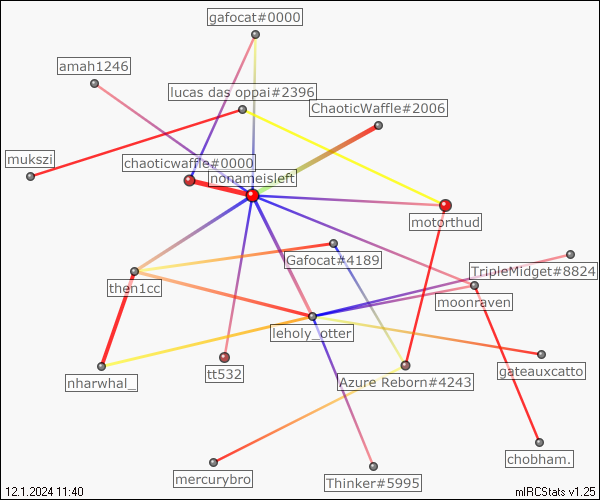 gafocat#0000
amah1246
lucas das oppai#2396
ChaoticWaffle#2006
mukszi
chaoticwaffle#0000
nonameisleft
motorthud
Gafocat#4189
TripleMidget#8824
then1cc
moonraven
leholy_otter
tt532
gateauxcatto
nharwhal_
Azure Reborn#4243
chobham.
mercurybro
Thinker#5995
12.1.2024 11:40
mIRCStats v1.25